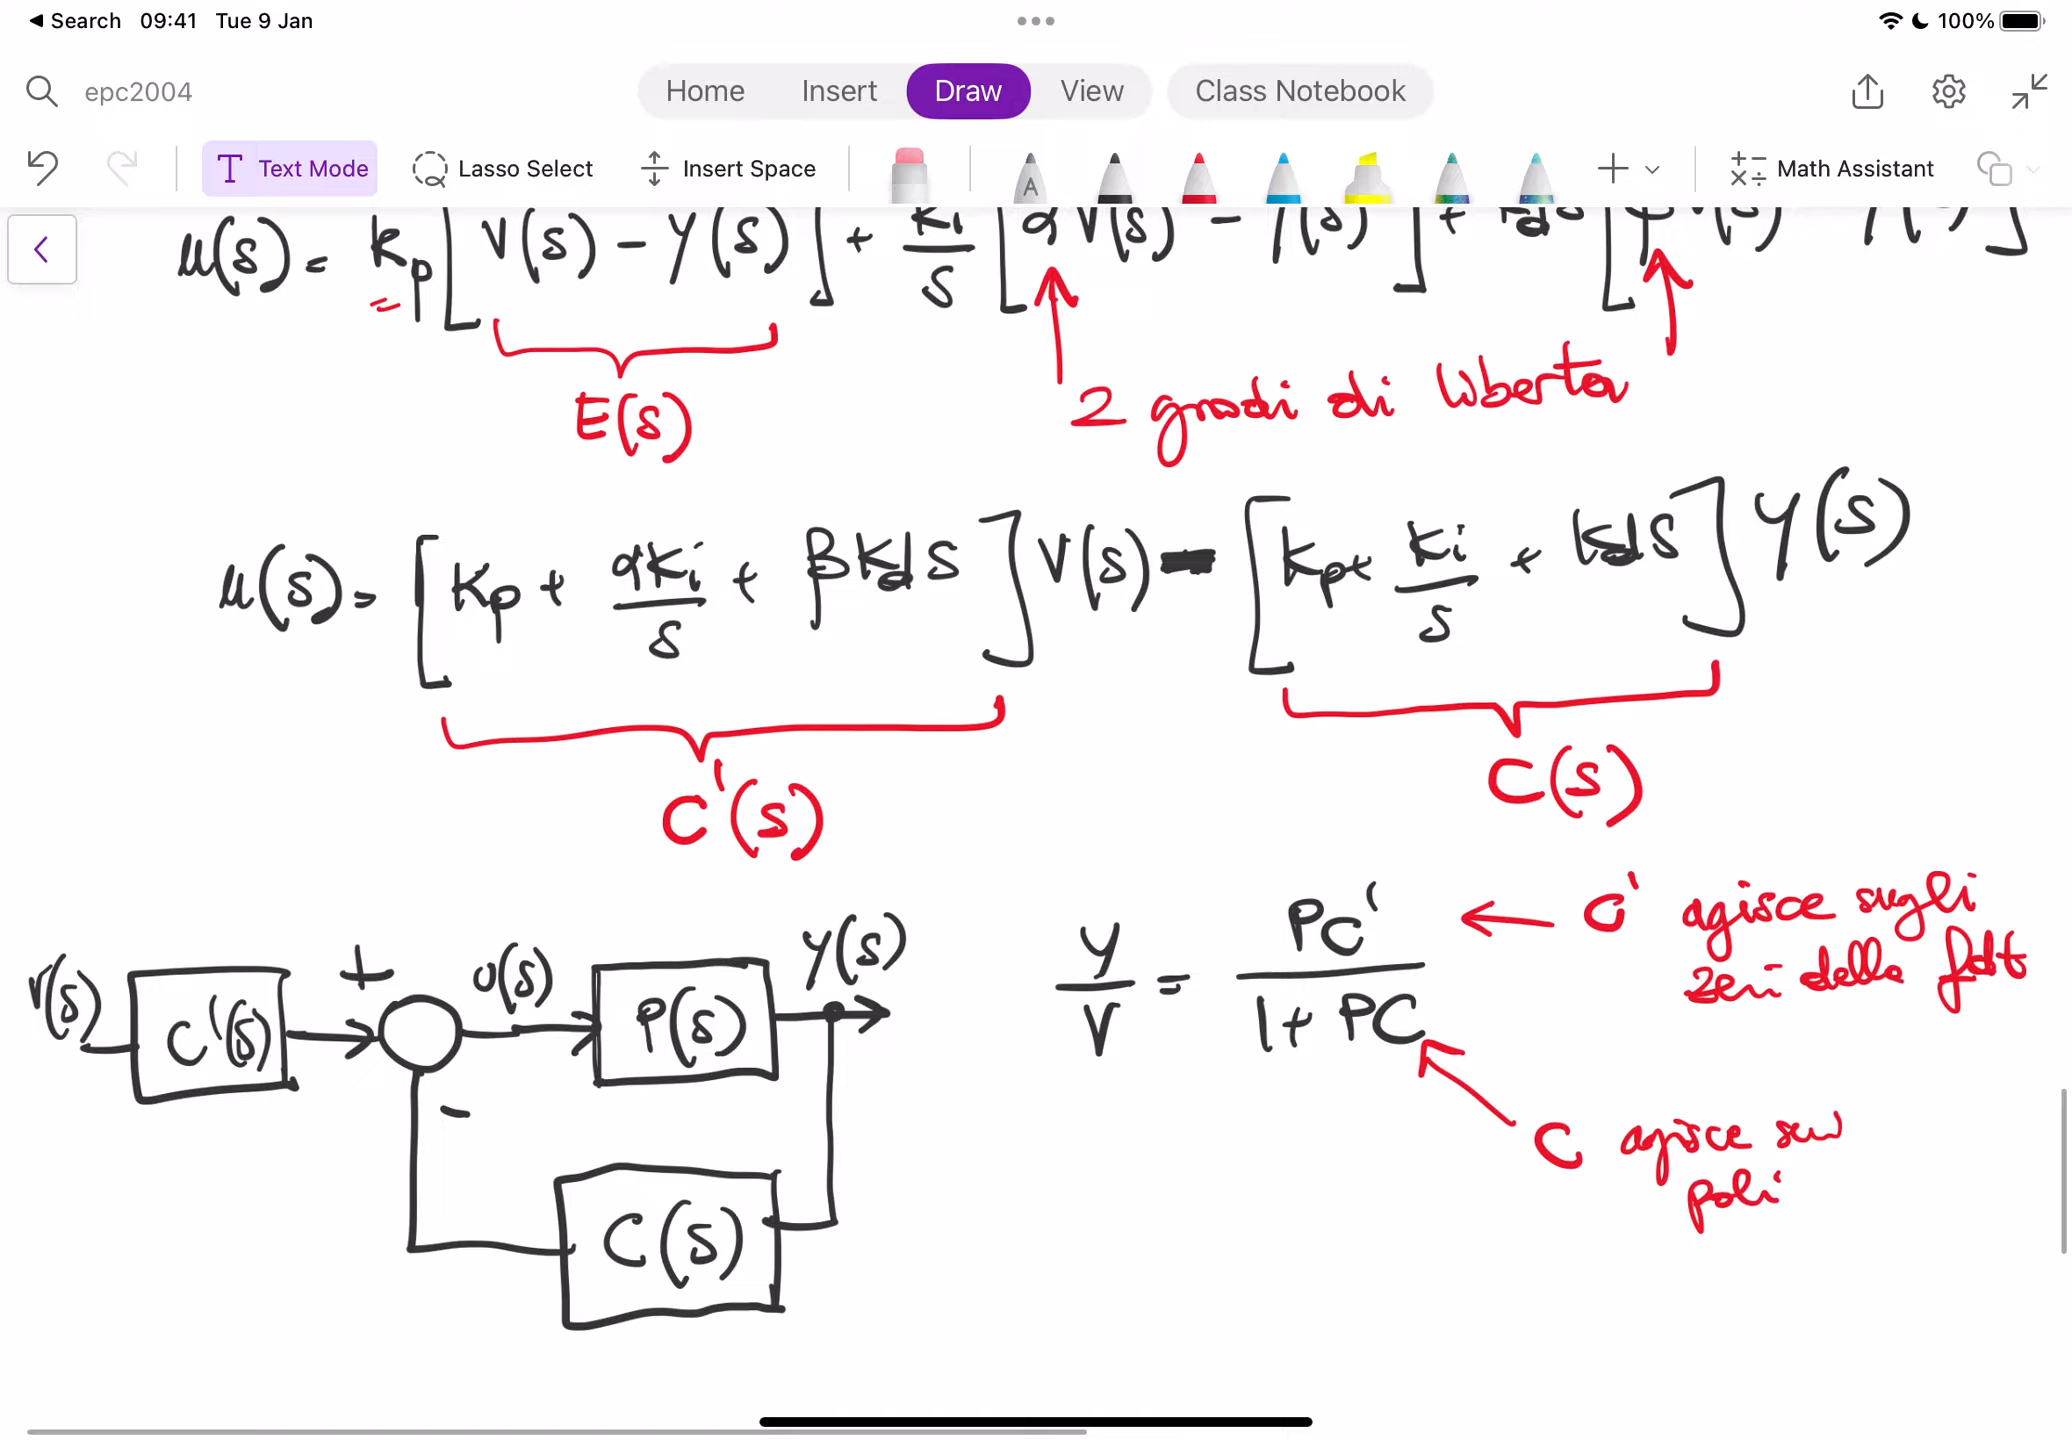 Search 09:41 Tue 9 Jan 100%
epc2004 Home Insert Draw View Class Notebook
Text Mode Lasso Select Insert Space A Math Assistant
u(s) = kp [ V(s) - Y(s) ] + ki/s [ α V(s) - Y(s) ] + kd s [ β V(s) - Y(s) ]
E(s)
2 gradi di libertà
u(s) = [ Kp + αKi/s + βKd s ] V(s) - [ Kp + Ki/s + Kd s ] Y(s)
C'(s)
C(s)
V(s) C'(s) + U(s) P(s) Y(s)
-
C(s)
Y/V = PC'/(1 + PC)
← C' agisce sugli
zeri della fdt
C agisce sui
poli